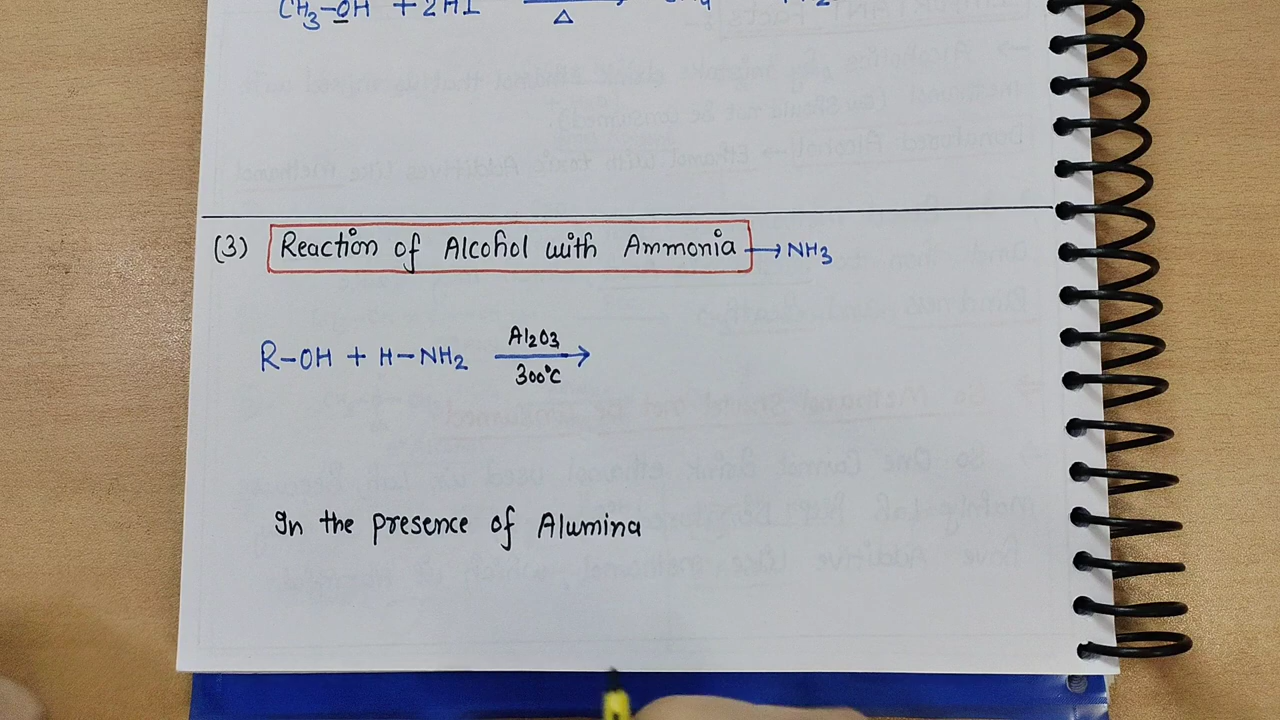 CH3-OH + 2HI
Δ
(3) Reaction of Alcohol with Ammonia → NH3
Al2O3
R-OH + H-NH2 →
300°C
In the presence of Alumina